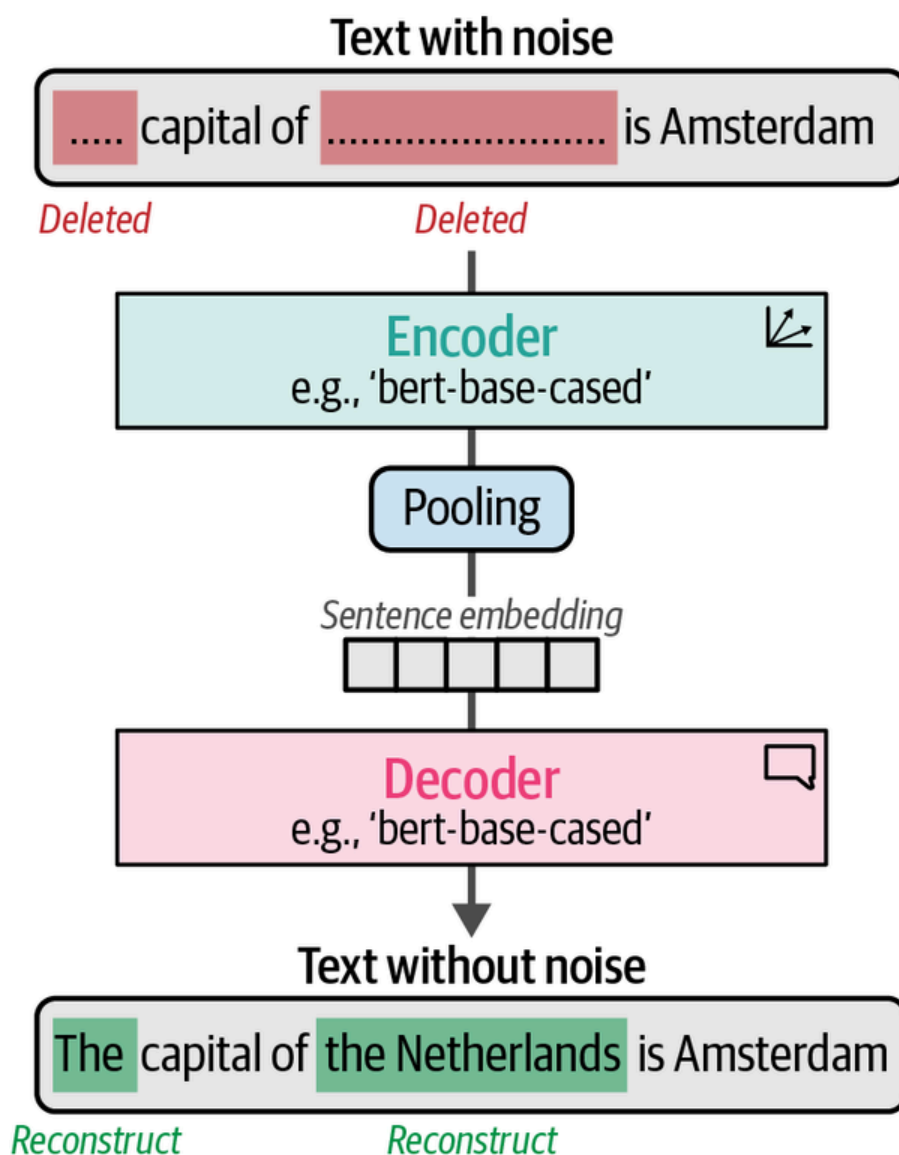 Text with noise
..... capital of ......................... is Amsterdam
Deleted Deleted
Encoder
e.g., ‘bert-base-cased’
Pooling
Sentence embedding
Decoder
e.g., ‘bert-base-cased’
Text without noise
The capital of the Netherlands is Amsterdam
Reconstruct Reconstruct